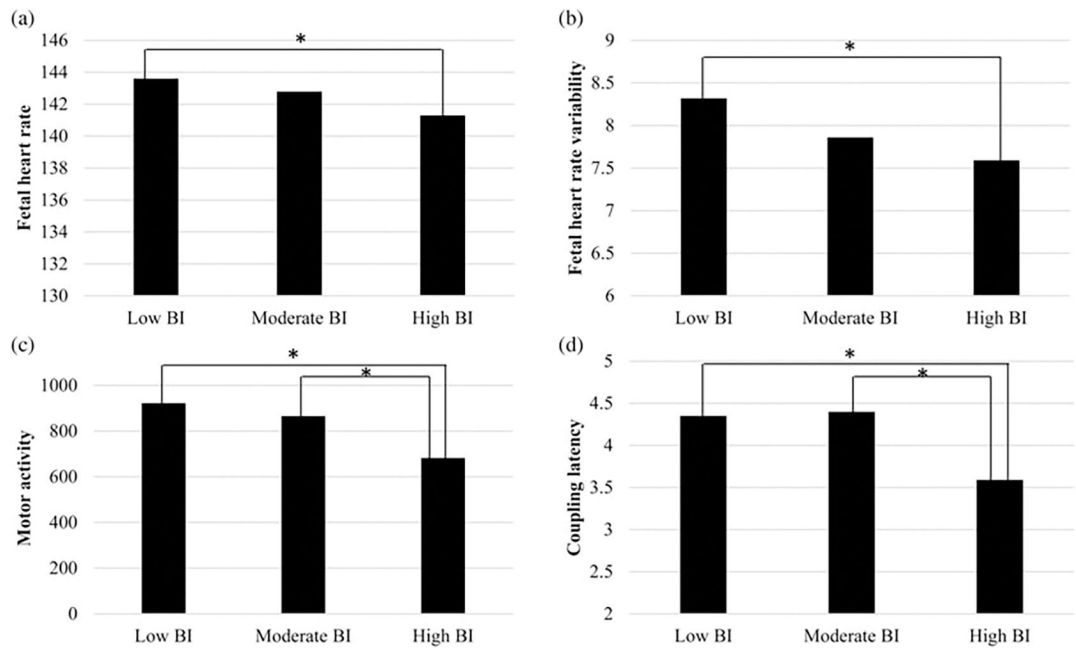 (a)
Fetal heart rate
146
144
142
140
138
136
134
132
130
*
Low BI Moderate BI High BI
(b)
Fetal heart rate variability
9
8.5
8
7.5
7
6.5
6
*
Low BI Moderate BI High BI
(c)
Motor activity
1000
800
600
400
200
0
*
*
Low BI Moderate BI High BI
(d)
Coupling latency
5
4.5
4
3.5
3
2.5
2
*
*
Low BI Moderate BI High BI